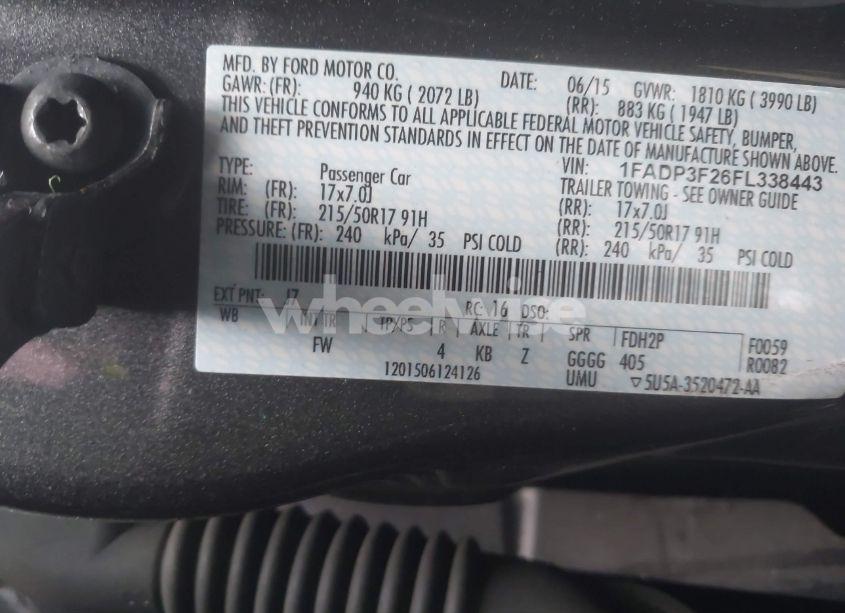 MFD. BY FORD MOTOR CO. DATE: 06/15 GVWR: 1810 KG ( 3990 LB)
GAWR: (FR): 940 KG ( 2072 LB) (RR): 883 KG ( 1947 LB)
THIS VEHICLE CONFORMS TO ALL APPLICABLE FEDERAL MOTOR VEHICLE SAFETY, BUMPER,
AND THEFT PREVENTION STANDARDS IN EFFECT ON THE DATE OF MANUFACTURE SHOWN ABOVE.
VIN: 1FADP3F26FL338443
TYPE: Passenger Car TRAILER TOWING - SEE OWNER GUIDE
RIM: (FR): 17x7.0J (RR): 17x7.0J
TIRE: (FR): 215/50R17 91H (RR): 215/50R17 91H
PRESSURE: (FR): 240 kPa/ 35 PSI COLD (RR): 240 kPa/ 35 PSI COLD
EXT PNT: J7 RC: 16 DSO:
wheelwise
WB INT TR TP/PS R AXLE TR SPR FDH2P F0059
FW 4 KB Z GGGG 405 R0082
1201506124126 UMU ▽5U5A-3520472-AA